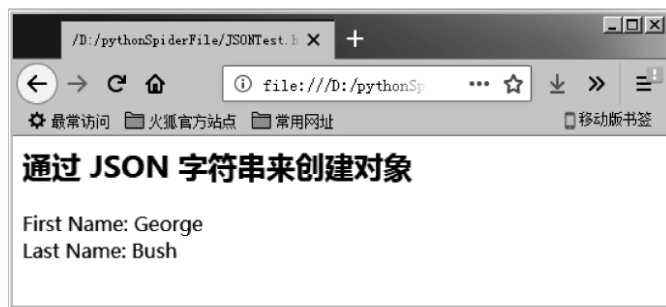 /D:/pythonSpiderFile/JSONTest.h
file:///D:/pythonSp
最常访问 火狐官方站点 常用网址 移动版书签
通过 JSON 字符串来创建对象
First Name: George
Last Name: Bush